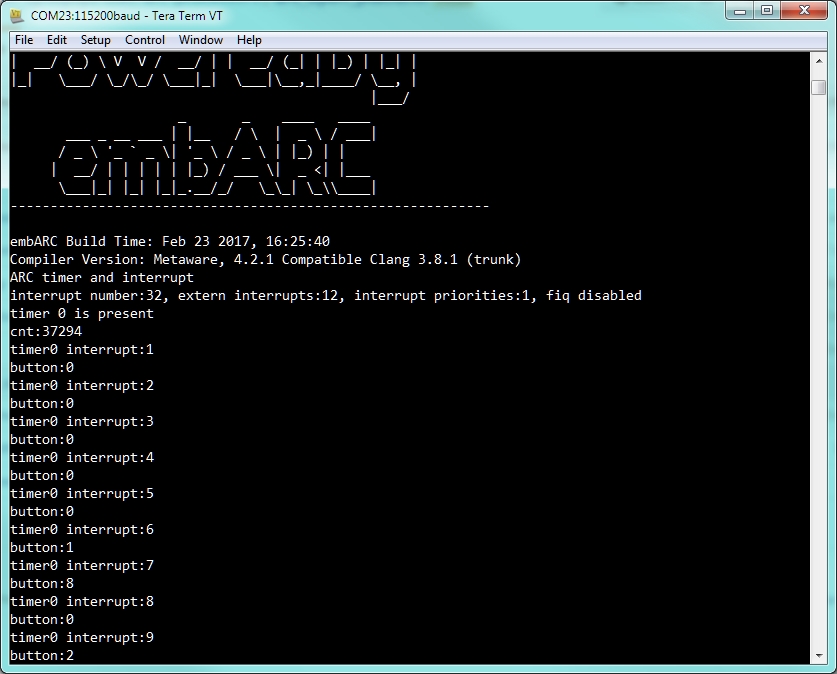 COM23:115200baud - Tera Term VT
File Edit Setup Control Window Help
Powered by
embARC
------------------------------------------------------------
embARC Build Time: Feb 23 2017, 16:25:40
Compiler Version: Metaware, 4.2.1 Compatible Clang 3.8.1 (trunk)
ARC timer and interrupt
interrupt number:32, extern interrupts:12, interrupt priorities:1, fiq disabled
timer 0 is present
cnt:37294
timer0 interrupt:1
button:0
timer0 interrupt:2
button:0
timer0 interrupt:3
button:0
timer0 interrupt:4
button:0
timer0 interrupt:5
button:0
timer0 interrupt:6
button:1
timer0 interrupt:7
button:8
timer0 interrupt:8
button:0
timer0 interrupt:9
button:2